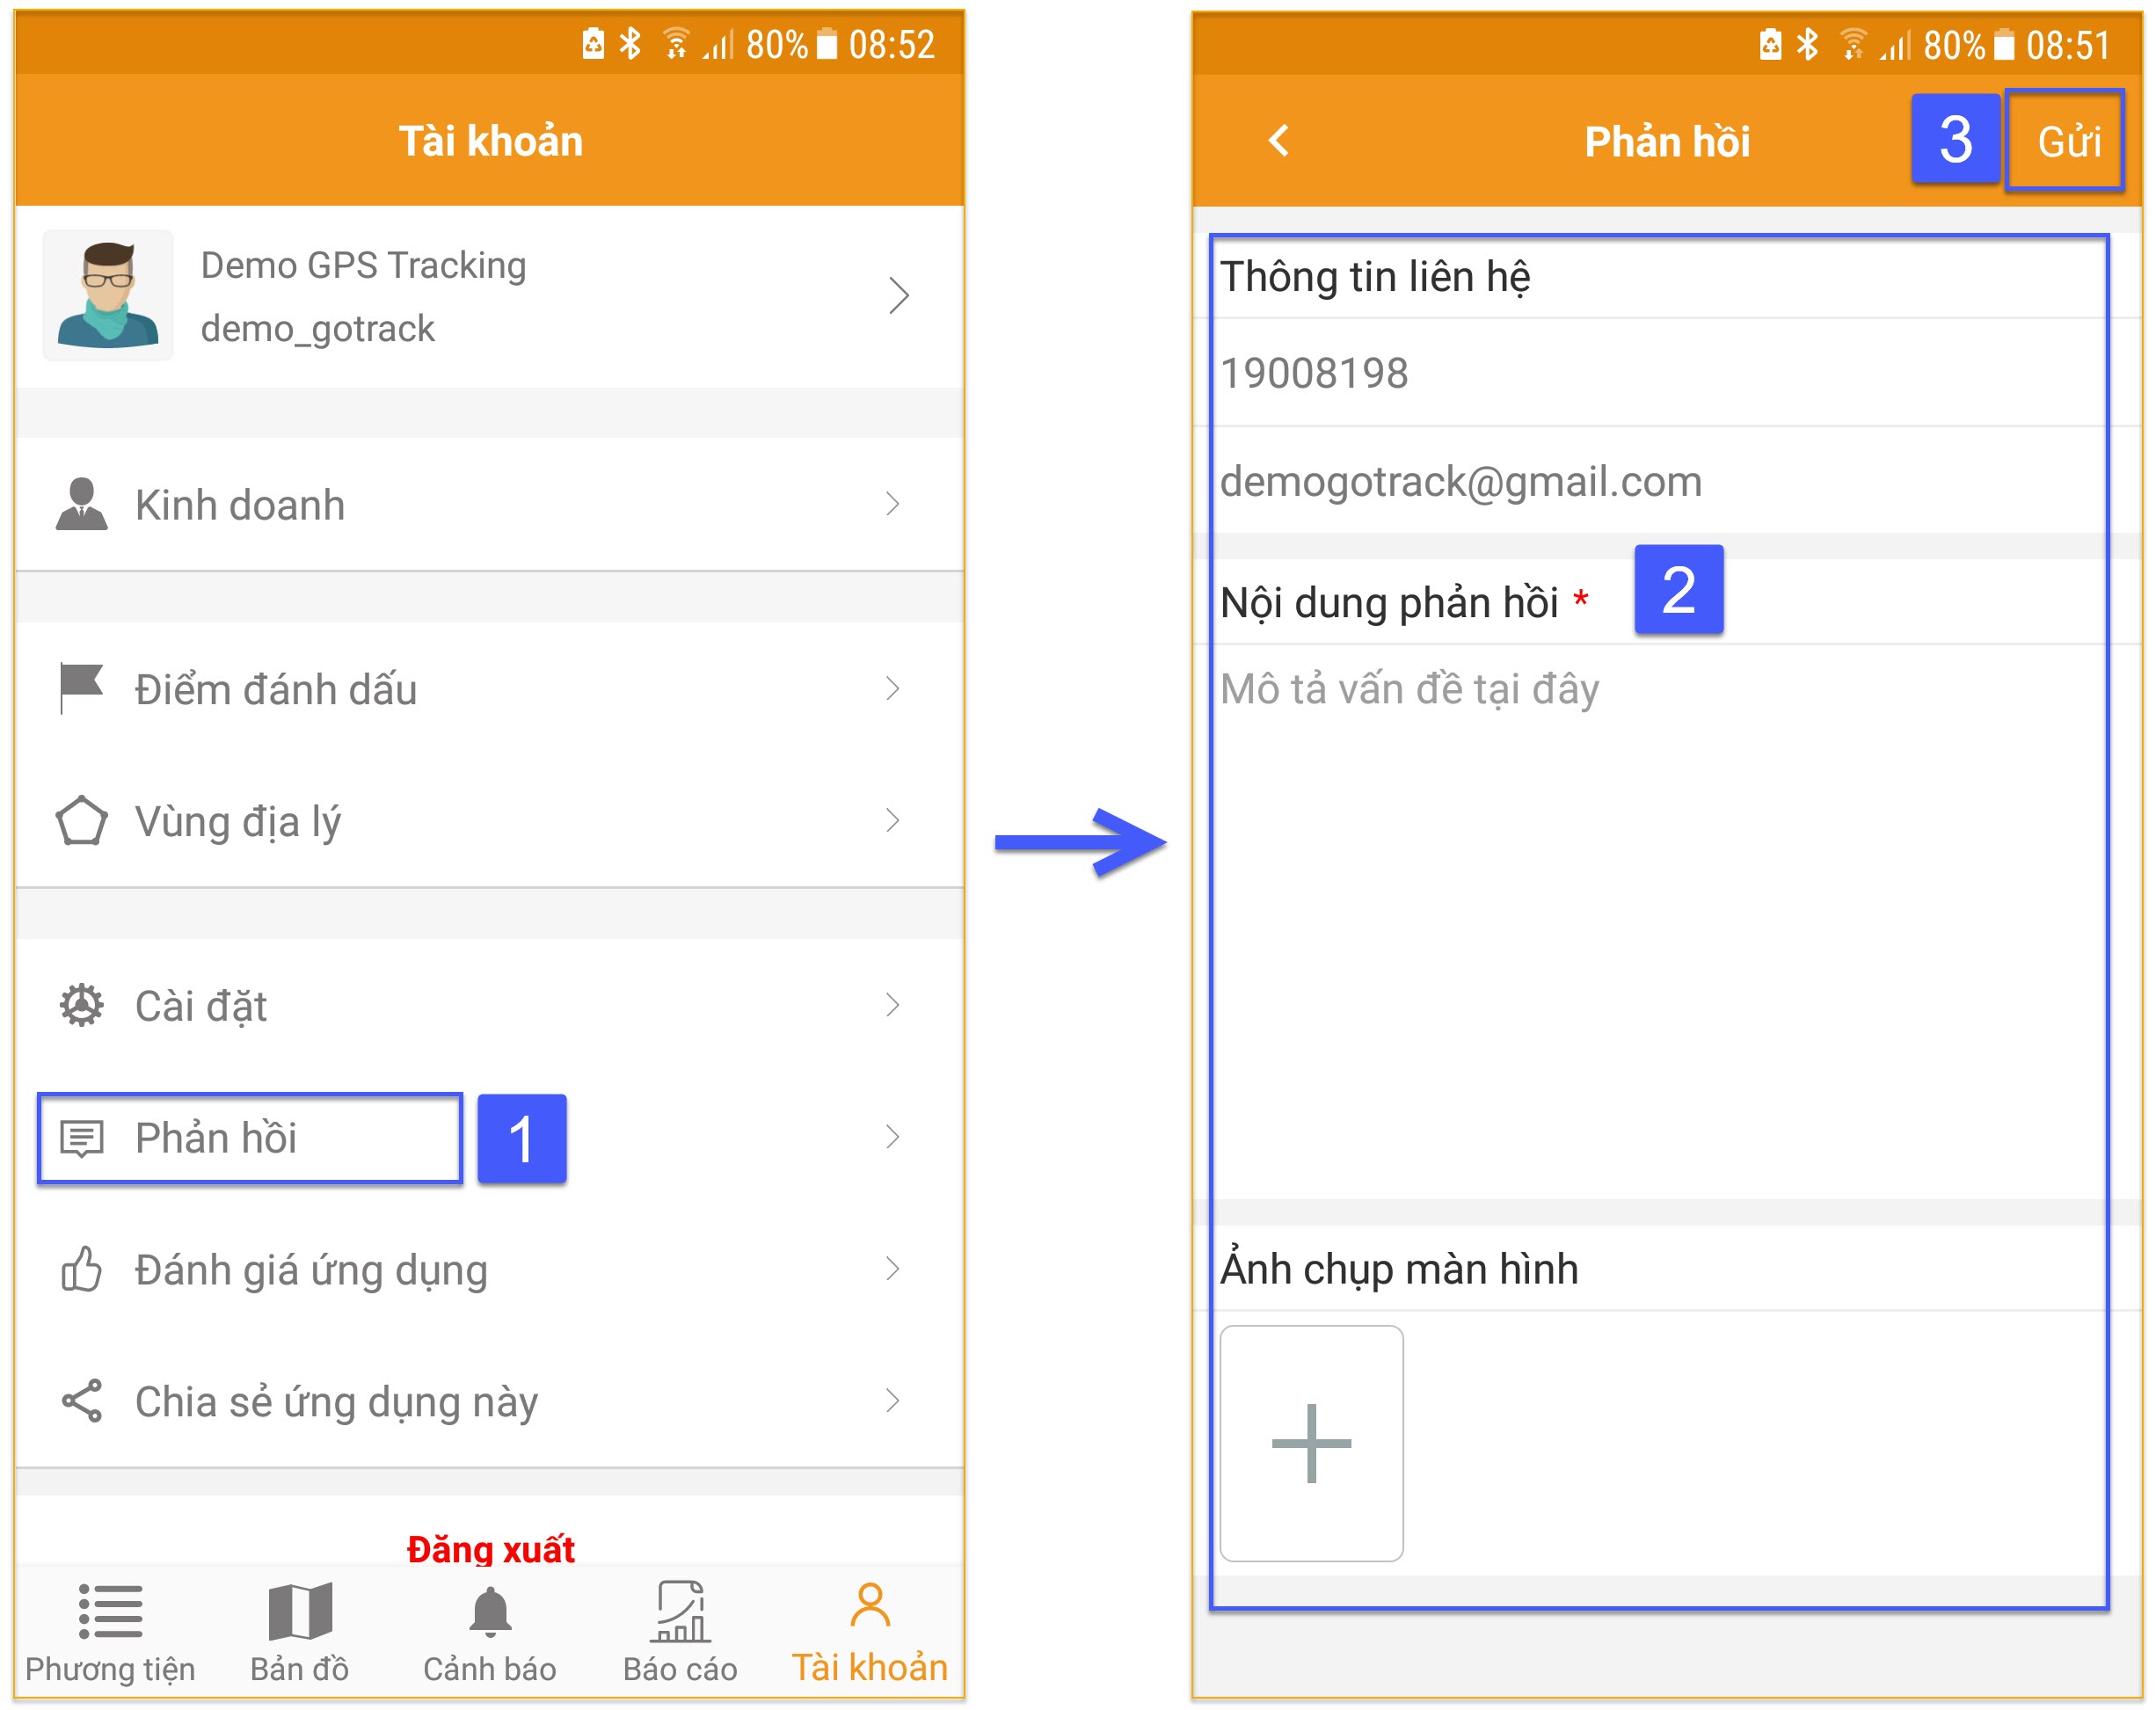 80% 08:52
Tài khoản
Demo GPS Tracking
demo_gotrack
Kinh doanh
Điểm đánh dấu
Vùng địa lý
Cài đặt
Phản hồi 1
Đánh giá ứng dụng
Chia sẻ ứng dụng này
Đăng xuất
Phương tiện Bản đồ Cảnh báo Báo cáo Tài khoản
80% 08:51
Phản hồi 3 Gửi
Thông tin liên hệ
19008198
demogotrack@gmail.com
Nội dung phản hồi * 2
Mô tả vấn đề tại đây
Ảnh chụp màn hình